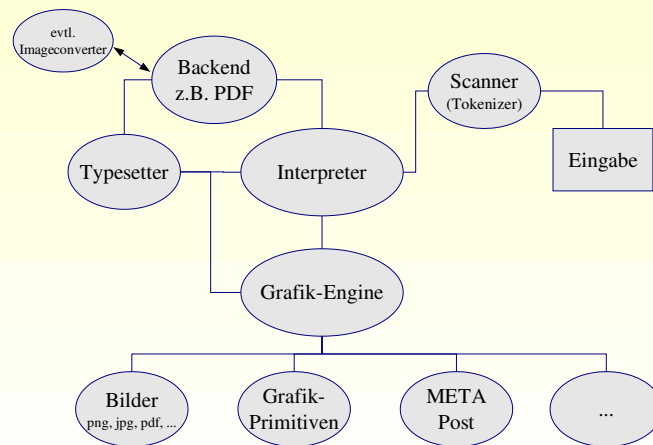 evtl.
Imageconverter
Backend
z.B. PDF
Scanner
(Tokenizer)
Typesetter
Interpreter
Eingabe
Grafik-Engine
Bilder
png, jpg, pdf, ...
Grafik-
Primitiven
META
Post
...